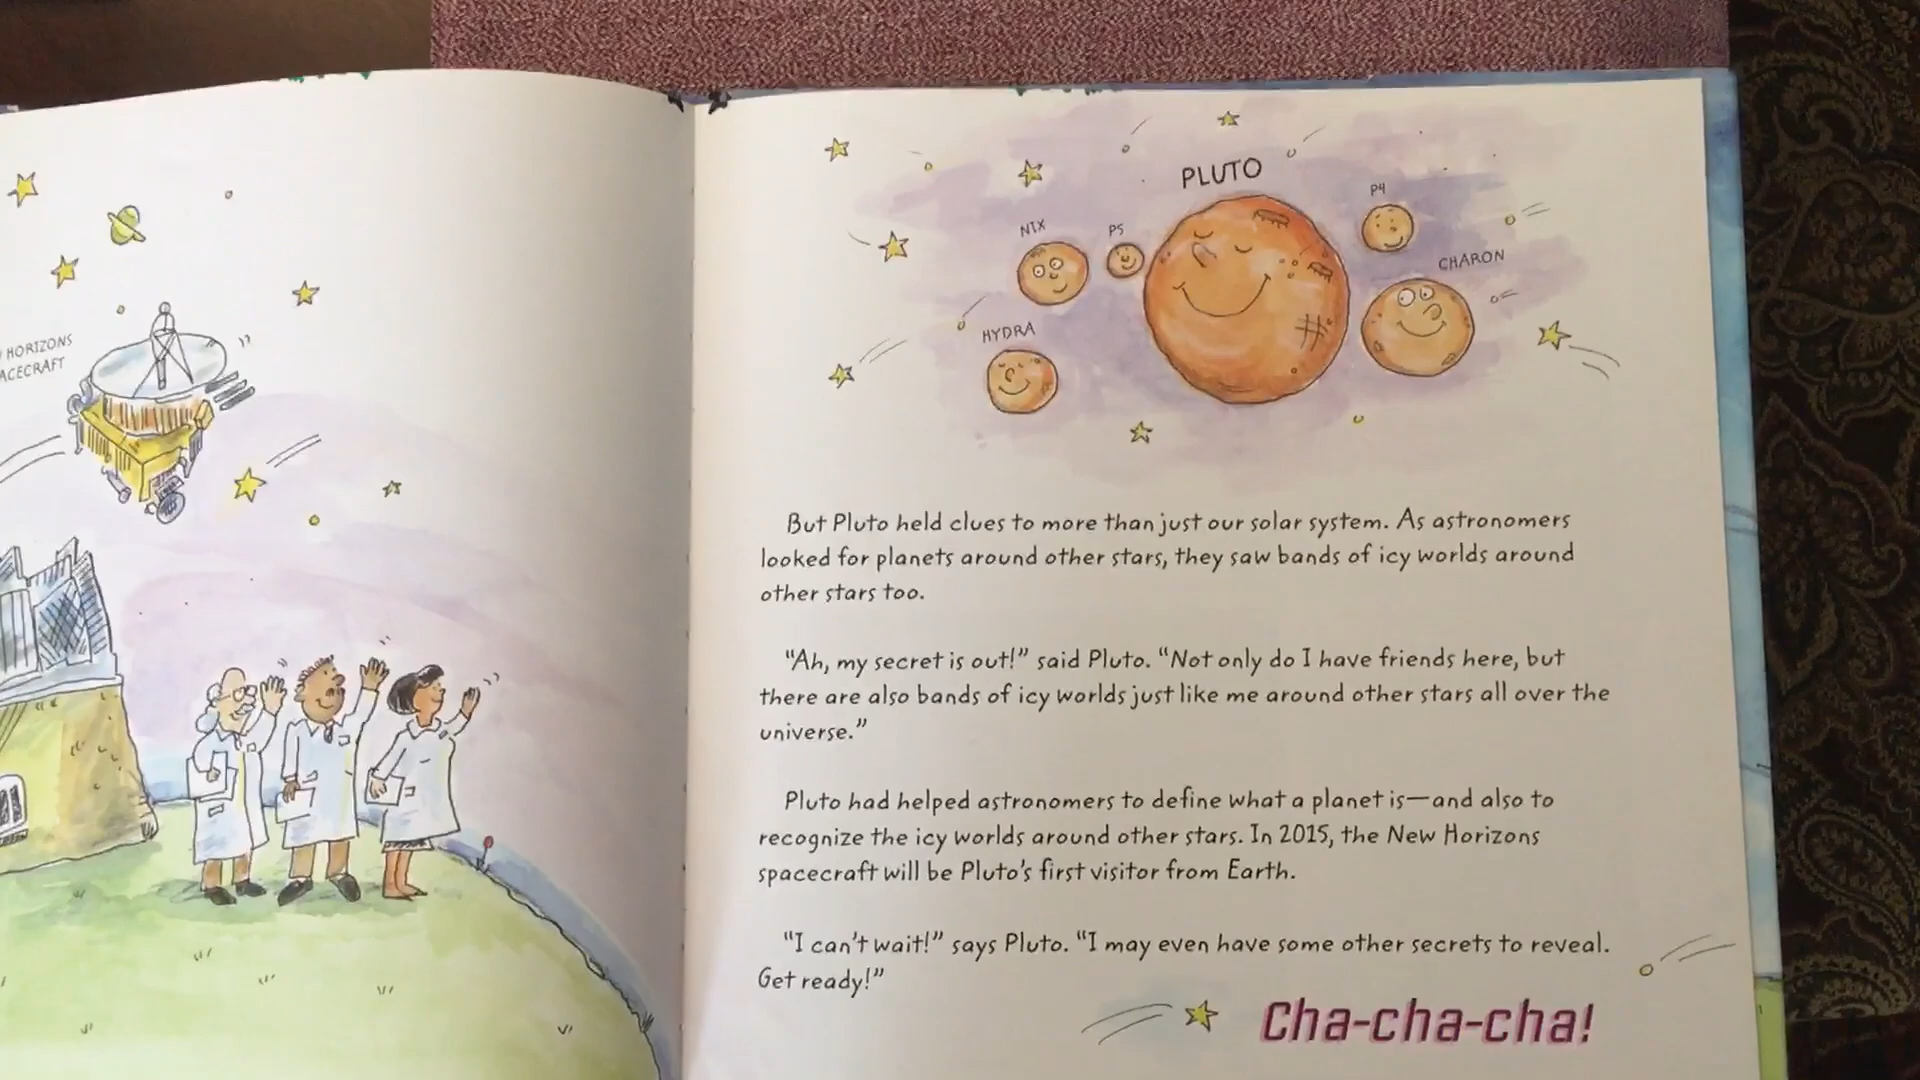 HORIZONS
PLUTO
NIX
P5
P4
CHARON
HYDRA
But Pluto held clues to more than just our solar system. As astronomers
looked for planets around other stars, they saw bands of icy worlds around
other stars too.
“Ah, my secret is out!” said Pluto. “Not only do I have friends here, but
there are also bands of icy worlds just like me around other stars all over the
universe.”
Pluto had helped astronomers to define what a planet is—and also to
recognize the icy worlds around other stars. In 2015, the New Horizons
spacecraft will be Pluto’s first visitor from Earth.
“I can’t wait!” says Pluto. “I may even have some other secrets to reveal.
Get ready!”
Cha-cha-cha!